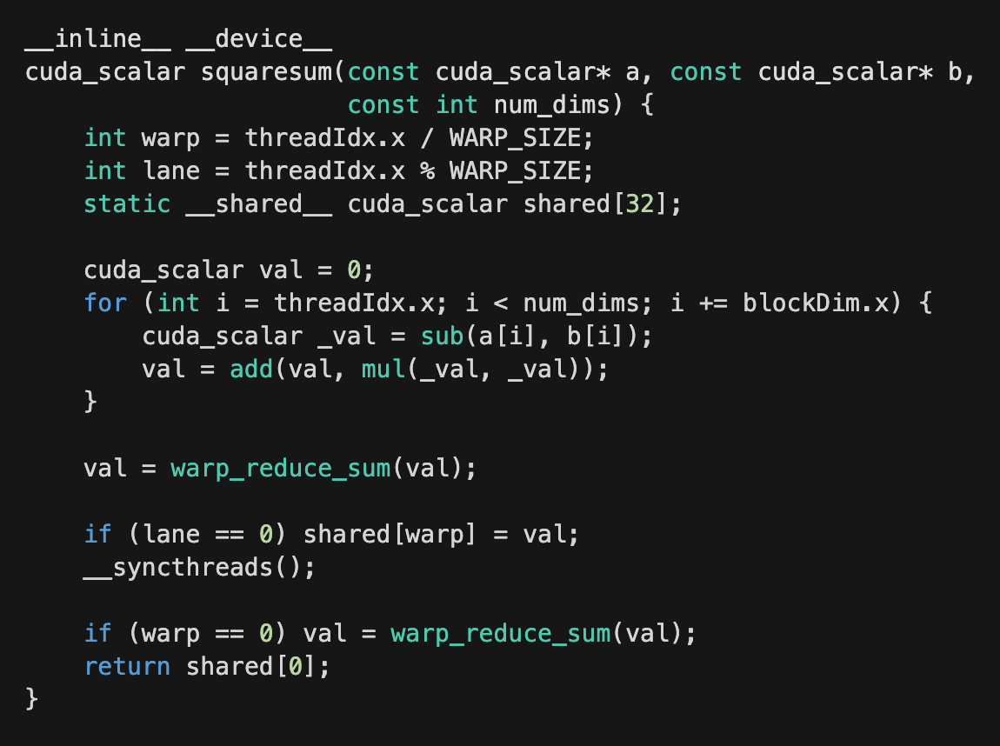 __inline__ __device__
cuda_scalar squaresum(const cuda_scalar* a, const cuda_scalar* b,
                      const int num_dims) {
    int warp = threadIdx.x / WARP_SIZE;
    int lane = threadIdx.x % WARP_SIZE;
    static __shared__ cuda_scalar shared[32];

    cuda_scalar val = 0;
    for (int i = threadIdx.x; i < num_dims; i += blockDim.x) {
        cuda_scalar _val = sub(a[i], b[i]);
        val = add(val, mul(_val, _val));
    }

    val = warp_reduce_sum(val);

    if (lane == 0) shared[warp] = val;
    __syncthreads();

    if (warp == 0) val = warp_reduce_sum(val);
    return shared[0];
}